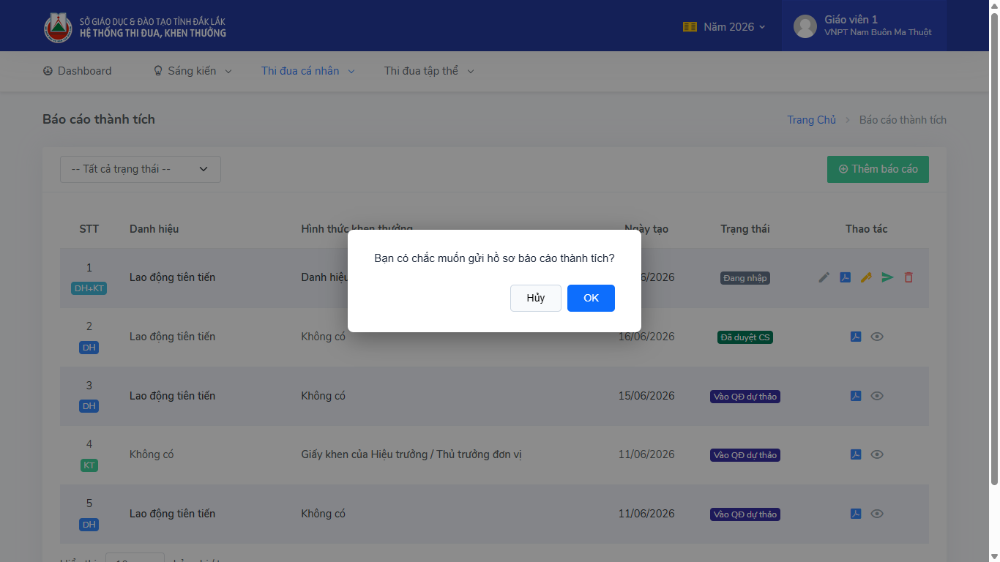 SỞ GIÁO DỤC & ĐÀO TẠO TỈNH ĐẮK LẮK
HỆ THỐNG THI ĐUA, KHEN THƯỞNG
Năm 2026
Giáo viên 1
VNPT Nam Buôn Ma Thuột
Dashboard
Sáng kiến
Thi đua cá nhân
Thi đua tập thể
Báo cáo thành tích
Trang Chủ > Báo cáo thành tích
-- Tất cả trạng thái --
Thêm báo cáo
STT Danh hiệu Hình thức khen thưởng Ngày tạo Trạng thái Thao tác
Bạn có chắc muốn gửi hồ sơ báo cáo thành tích?
Hủy
OK
1
DH+KT
Lao động tiên tiến Danh hiệu 6/2026 Đang nhập
2
DH
Lao động tiên tiến Không có 16/06/2026 Đã duyệt CS
3
DH
Lao động tiên tiến Không có 15/06/2026 Vào QĐ dự thảo
4
KT
Không có Giấy khen của Hiệu trưởng / Thủ trưởng đơn vị 11/06/2026 Vào QĐ dự thảo
5
DH
Lao động tiên tiến Không có 11/06/2026 Vào QĐ dự thảo